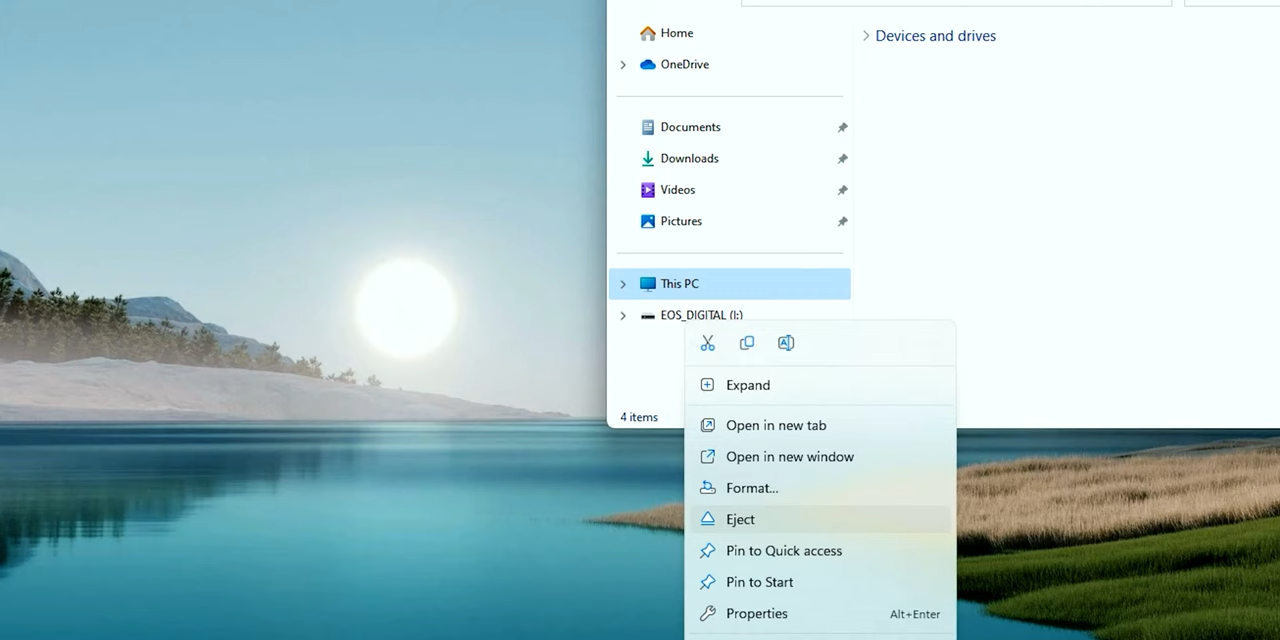 Home
OneDrive
Documents
Downloads
Videos
Pictures
This PC
EOS_DIGITAL (I:)
4 items
Devices and drives
Expand
Open in new tab
Open in new window
Format...
Eject
Pin to Quick access
Pin to Start
Properties Alt+Enter